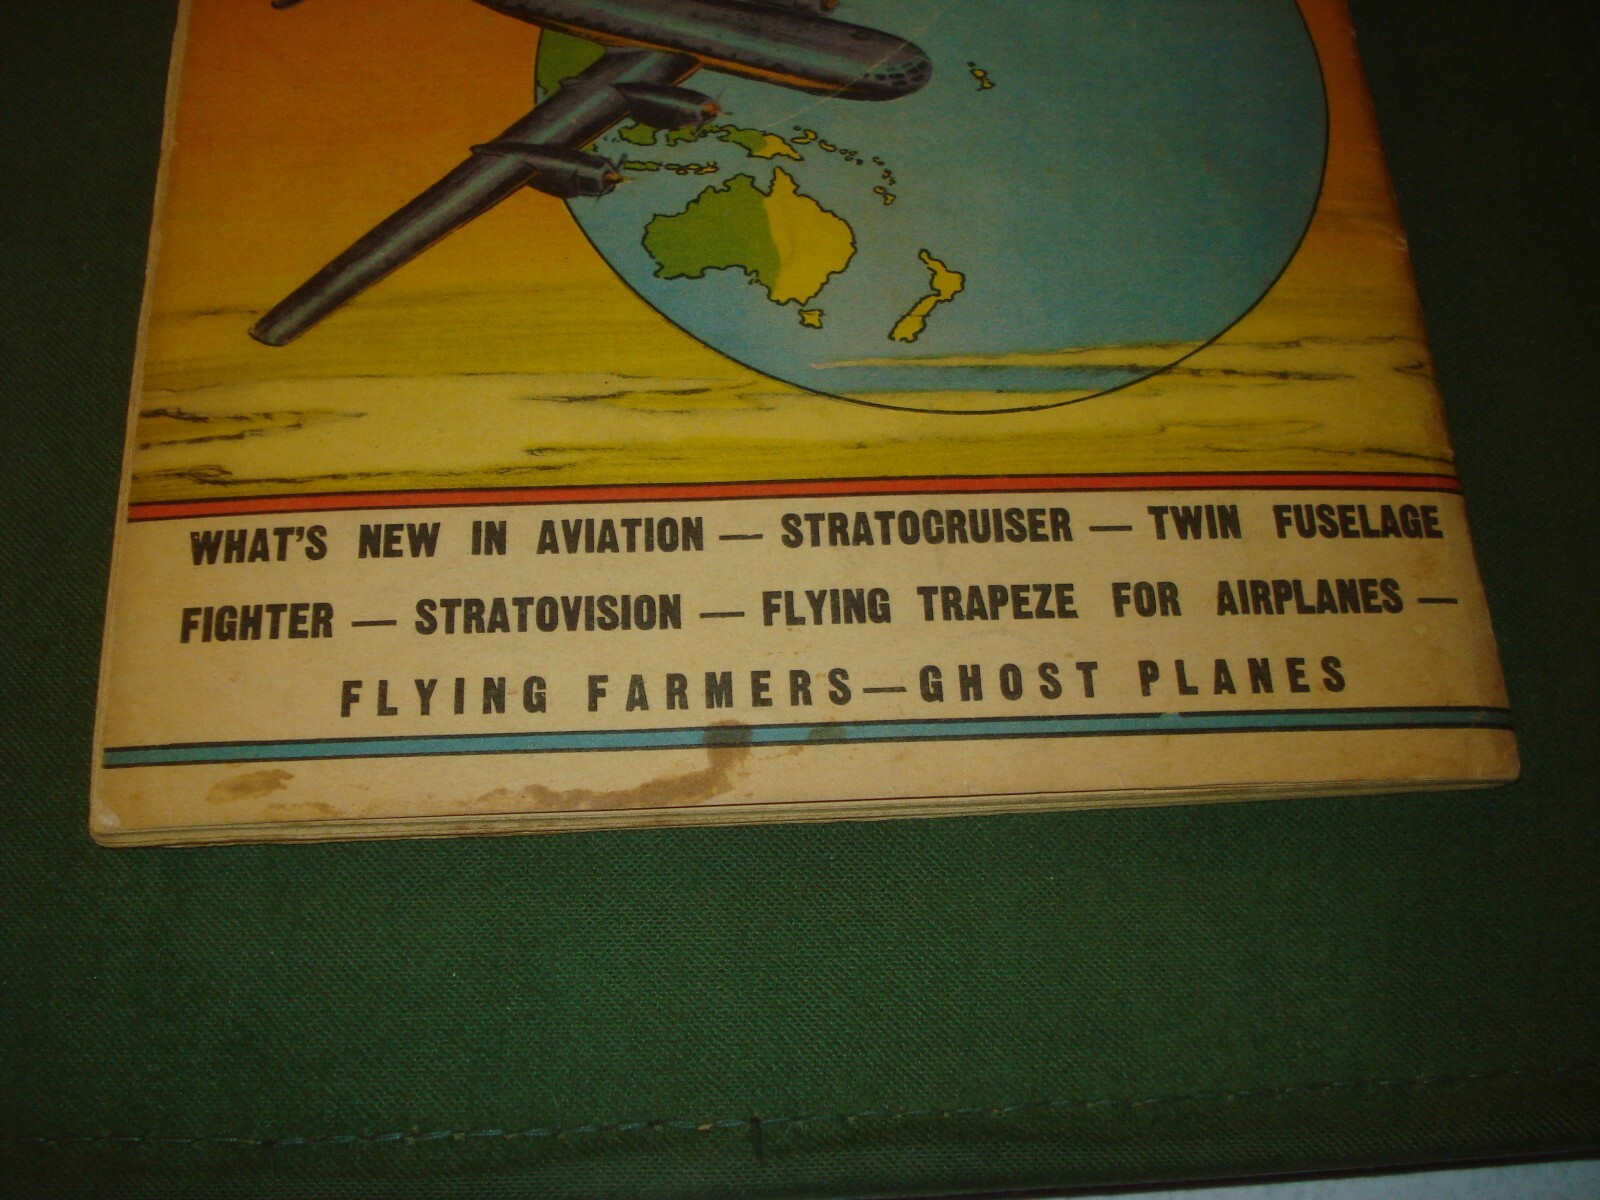 WHAT'S NEW IN AVIATION — STRATOCRUISER — TWIN FUSELAGE
FIGHTER — STRATOVISION — FLYING TRAPEZE FOR AIRPLANES —
FLYING FARMERS — GHOST PLANES